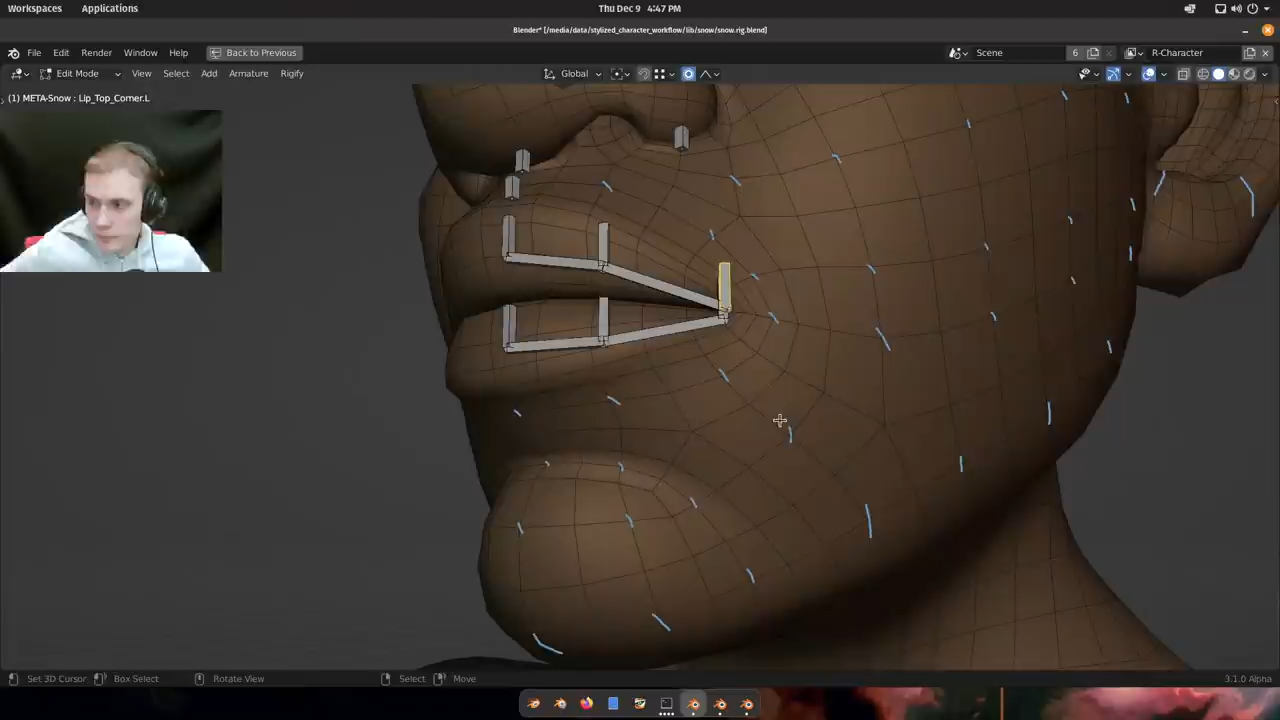 Workspaces Applications Thu Dec 9 4:47 PM
Blender* [/media/data/stylized_character_workflow/lib/snow/snow.rig.blend]
File Edit Render Window Help Back to Previous Scene 6 R-Character
Edit Mode View Select Add Armature Rigify Global
(1) META-Snow : Lip_Top_Corner.L
Set 3D Cursor Box Select Rotate View Select Move 3.1.0 Alpha